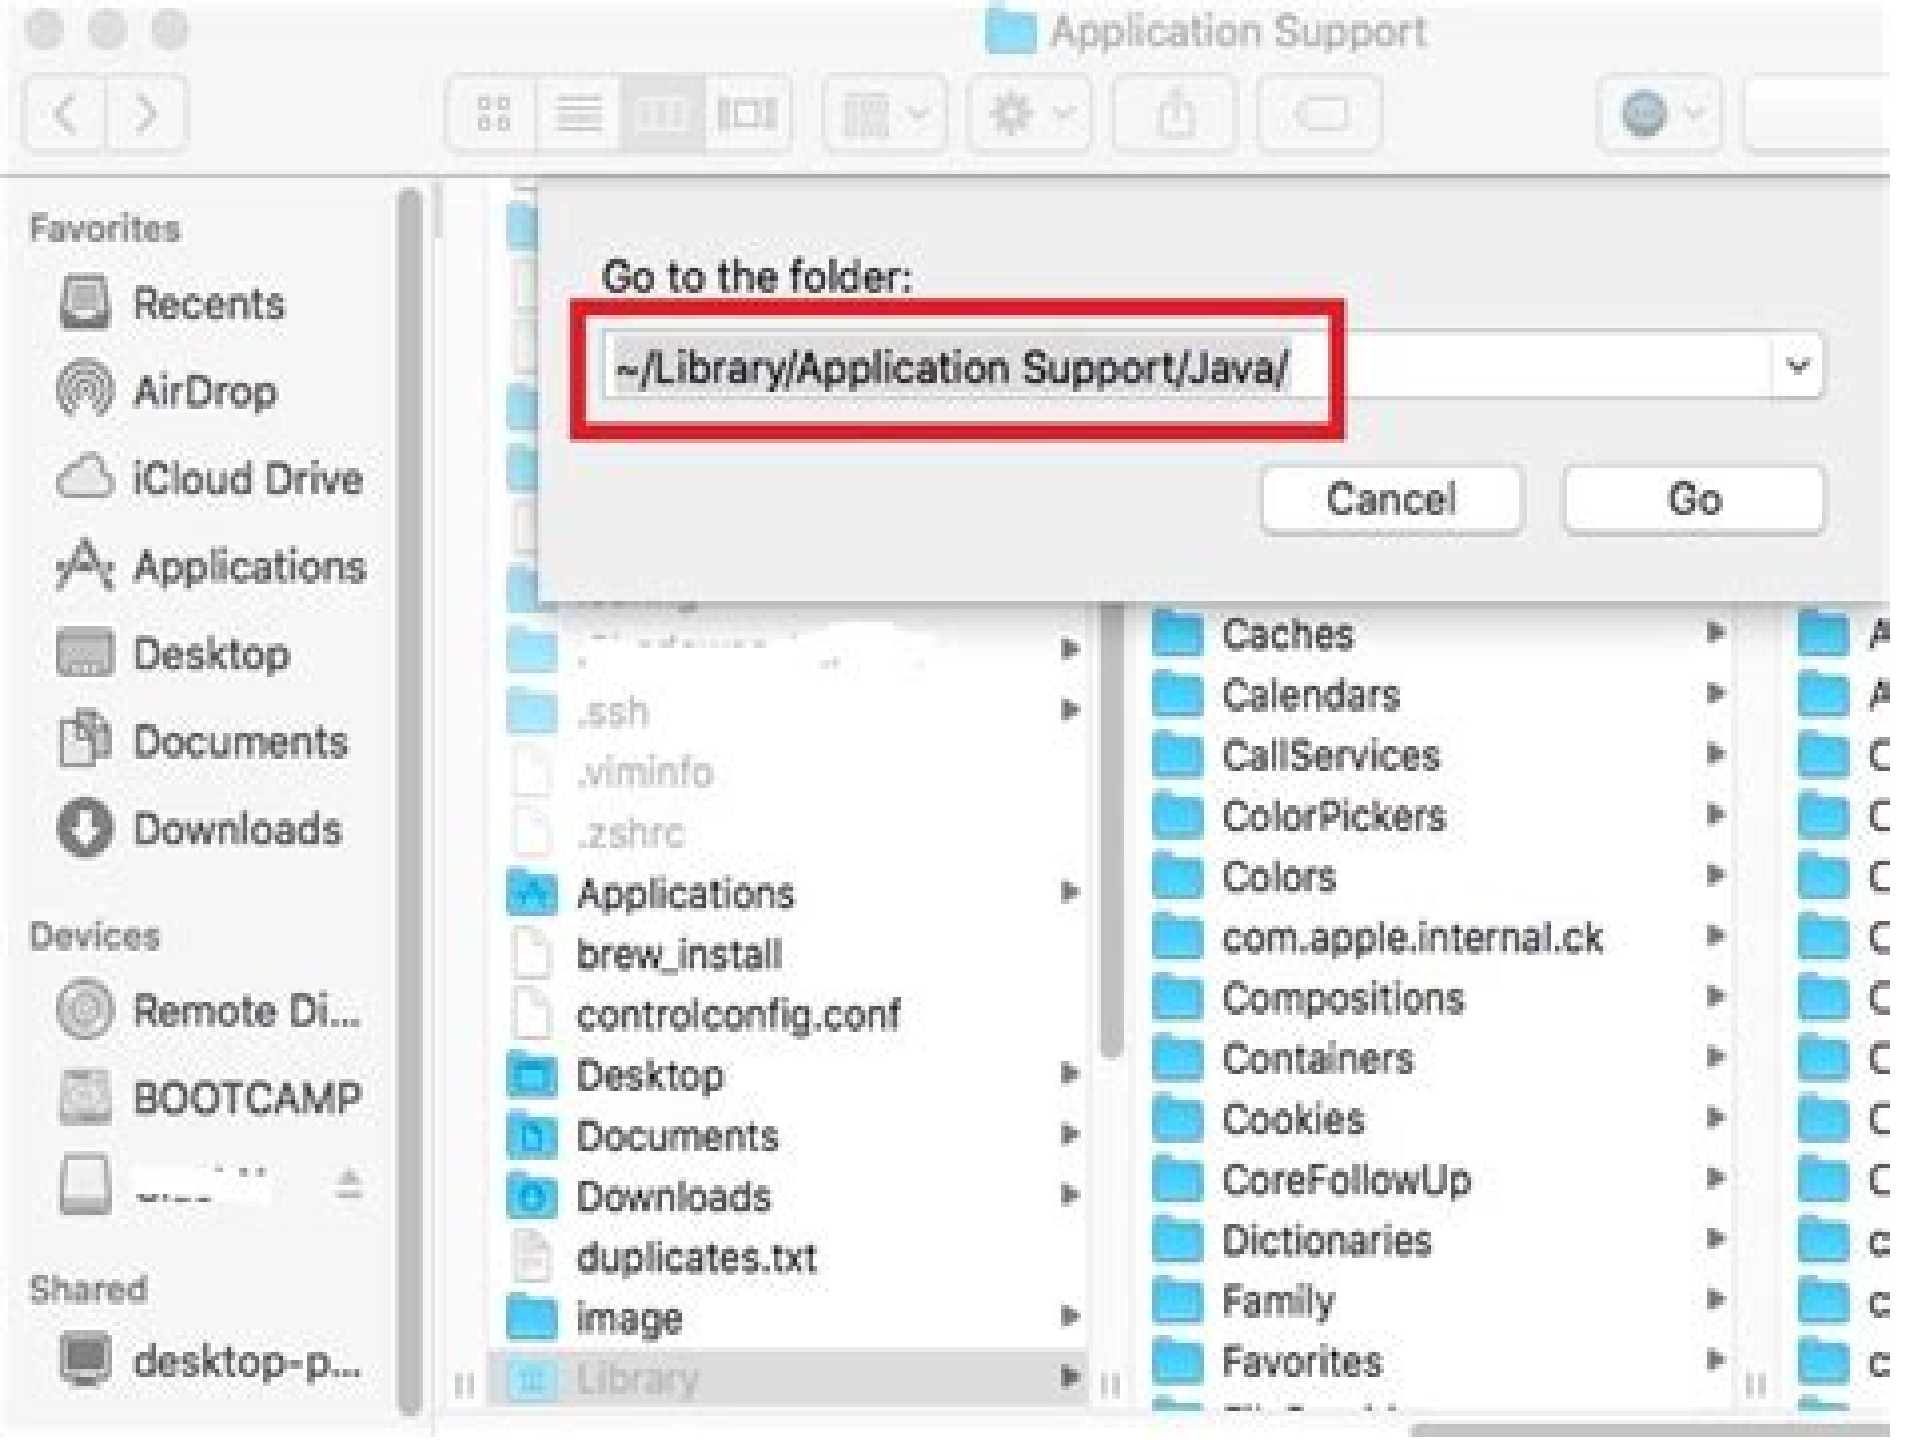 Application Support
Favorites
Recents
AirDrop
iCloud Drive
Applications
Desktop
Documents
Downloads
Devices
Remote Di...
BOOTCAMP
Shared
desktop-p...
Go to the folder:
~/Library/Application Support/Java/
Cancel
Go
.ssh
.viminfo
.zshrc
Applications
brew_install
controlconfig.conf
Desktop
Documents
Downloads
duplicates.txt
image
Library
Caches
Calendars
CallServices
ColorPickers
Colors
com.apple.internal.ck
Compositions
Containers
Cookies
CoreFollowUp
Dictionaries
Family
Favorites
A
A
C
C
C
C
C
C
C
C
c
c
c